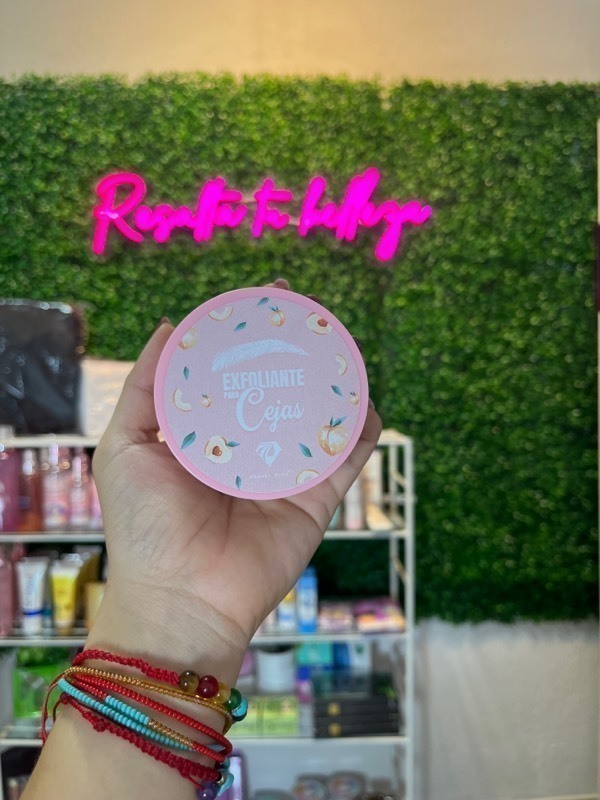 Resalta tu belleza
EXFOLIANTE
PARA
Cejas